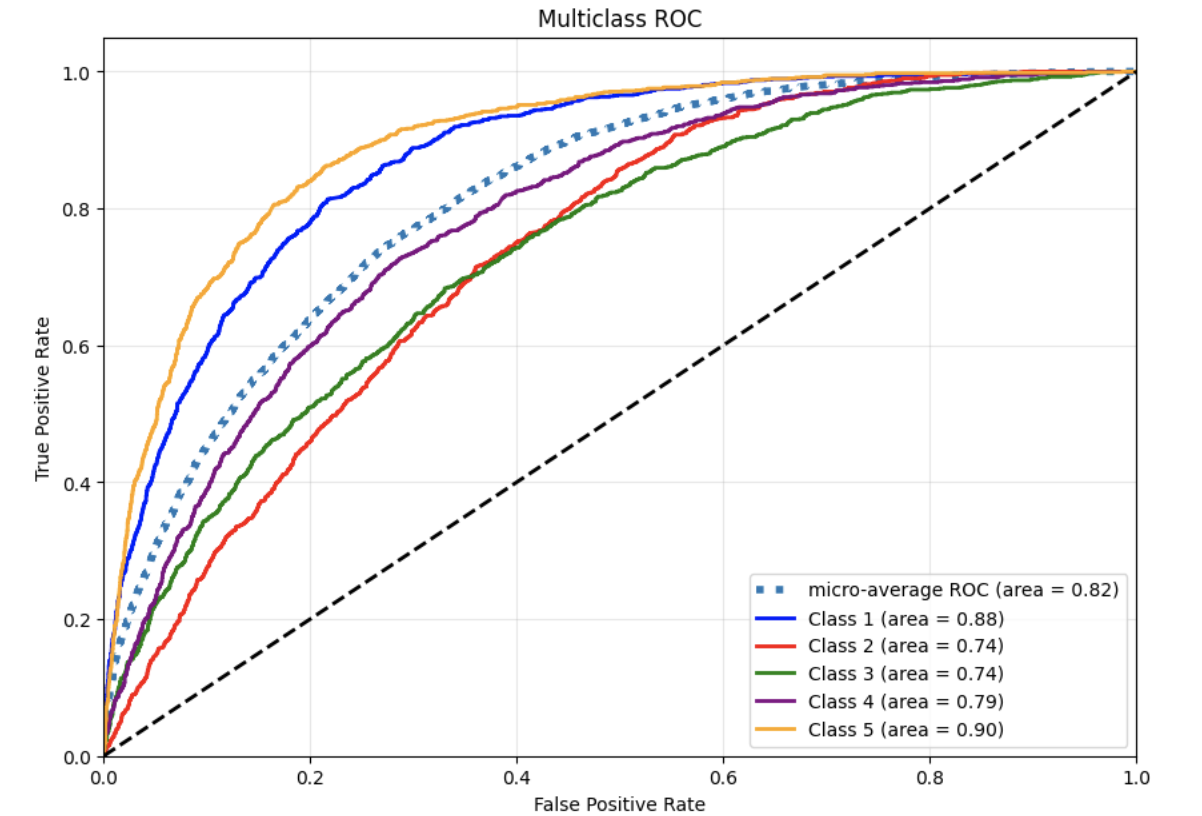 Multiclass ROC
1.0
0.8
0.6
0.4
0.2
0.0
True Positive Rate
micro-average ROC (area = 0.82)
Class 1 (area = 0.88)
Class 2 (area = 0.74)
Class 3 (area = 0.74)
Class 4 (area = 0.79)
Class 5 (area = 0.90)
0.0 0.2 0.4 0.6 0.8 1.0
False Positive Rate